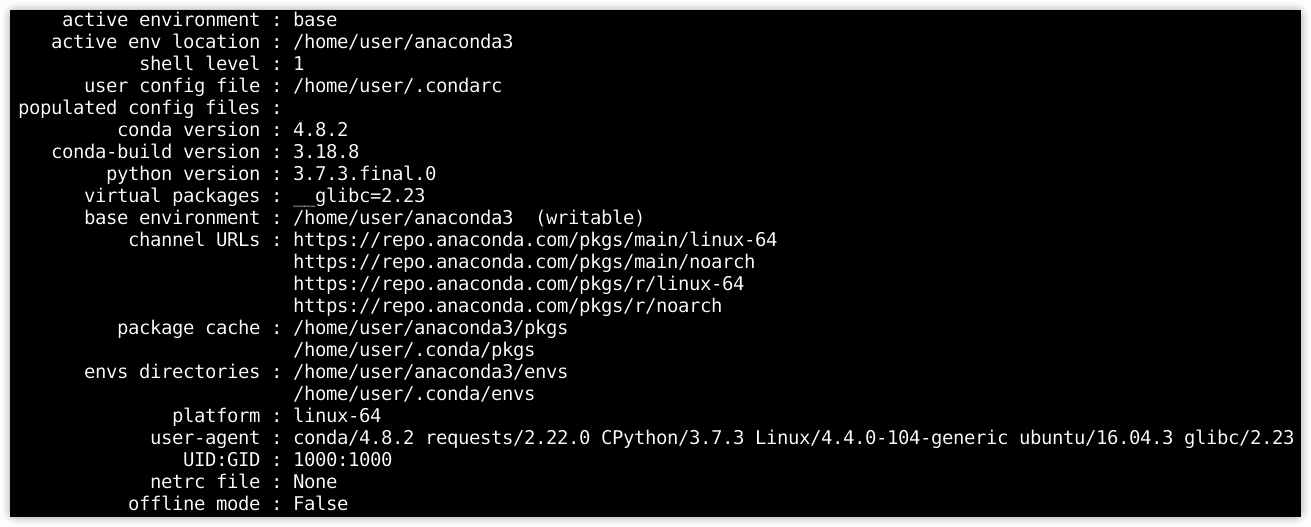 active environment : base
active env location : /home/user/anaconda3
shell level : 1
user config file : /home/user/.condarc
populated config files :
conda version : 4.8.2
conda-build version : 3.18.8
python version : 3.7.3.final.0
virtual packages : __glibc=2.23
base environment : /home/user/anaconda3  (writable)
channel URLs : https://repo.anaconda.com/pkgs/main/linux-64
https://repo.anaconda.com/pkgs/main/noarch
https://repo.anaconda.com/pkgs/r/linux-64
https://repo.anaconda.com/pkgs/r/noarch
package cache : /home/user/anaconda3/pkgs
/home/user/.conda/pkgs
envs directories : /home/user/anaconda3/envs
/home/user/.conda/envs
platform : linux-64
user-agent : conda/4.8.2 requests/2.22.0 CPython/3.7.3 Linux/4.4.0-104-generic ubuntu/16.04.3 glibc/2.23
UID:GID : 1000:1000
netrc file : None
offline mode : False